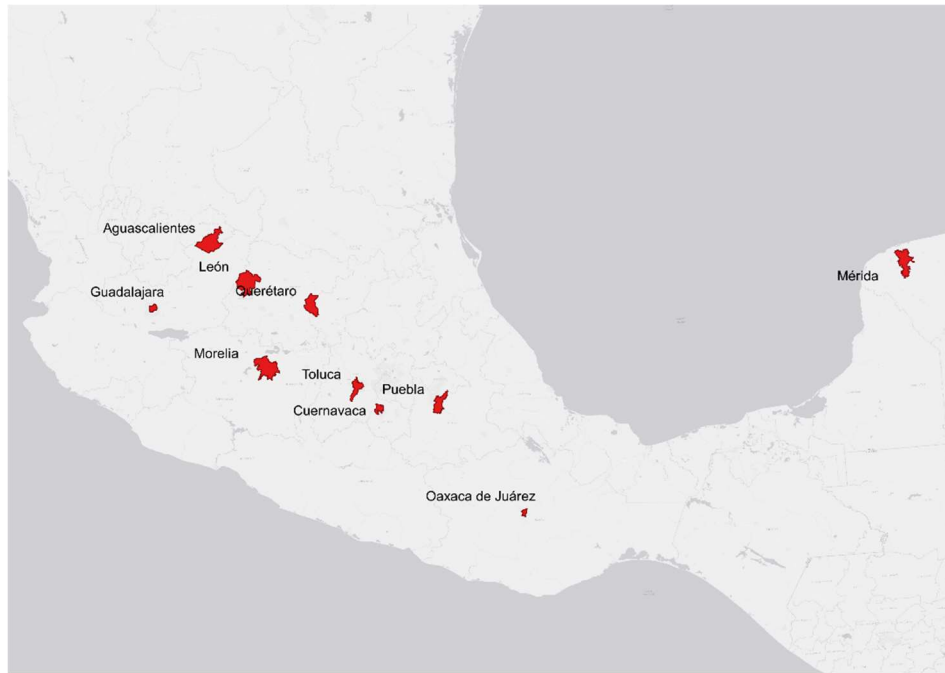 Aguascalientes
León
Mérida
Guadalajara
Querétaro
Morelia
Toluca
Puebla
Cuernavaca
Oaxaca de Juárez